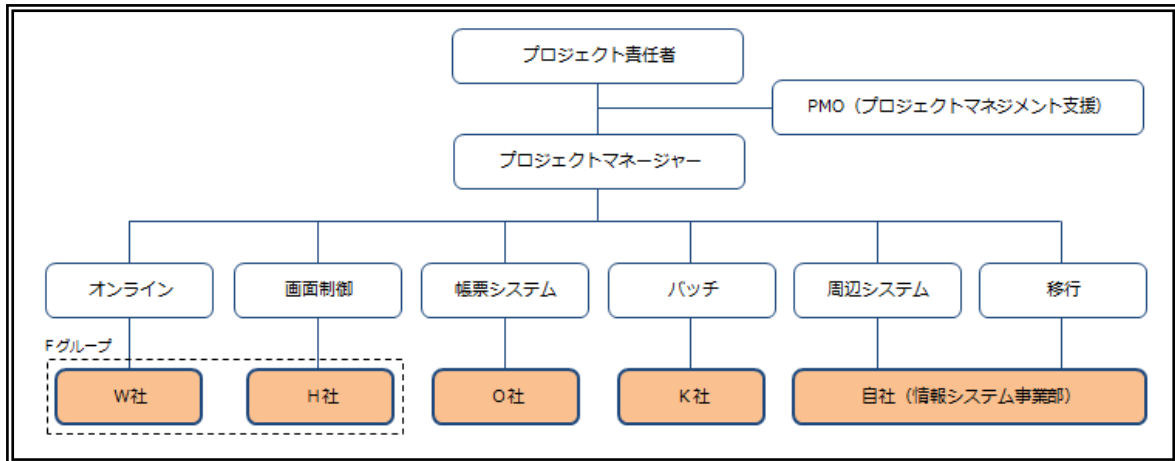 プロジェクト責任者
PMO（プロジェクトマネジメント支援）
プロジェクトマネージャー
オンライン
画面制御
帳票システム
バッチ
周辺システム
移行
Fグループ
W社
H社
O社
K社
自社（情報システム事業部）